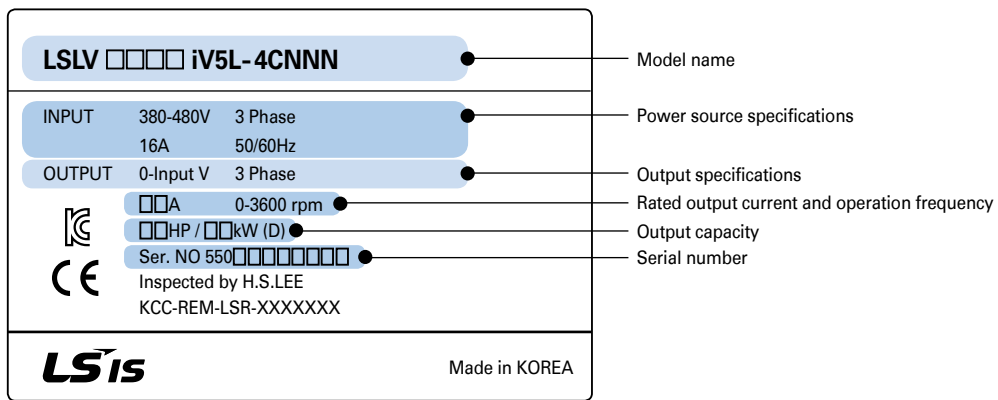 LSLV □□□□ iV5L-4CNNN
Model name
INPUT 380-480V 3 Phase
Power source specifications
16A 50/60Hz
OUTPUT 0-Input V 3 Phase
Output specifications
□□A 0-3600 rpm
Rated output current and operation frequency
□□HP / □□kW (D)
Output capacity
Ser. NO 550□□□□□□□□
Serial number
Inspected by H.S.LEE
KCC-REM-LSR-XXXXXXX
CE
LSIS
Made in KOREA